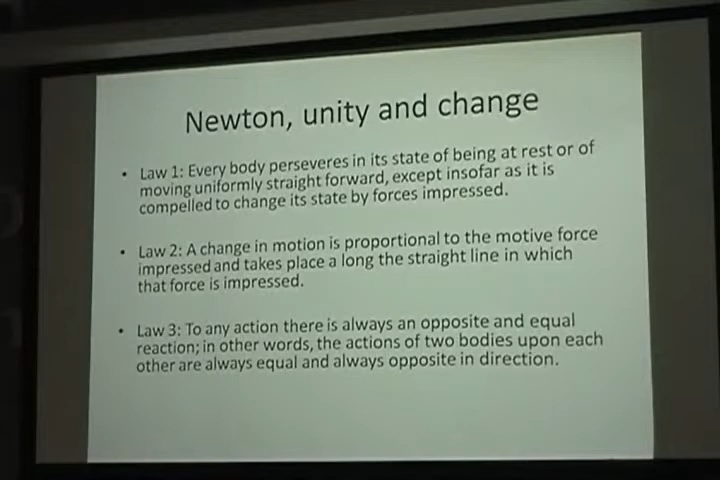 Newton, unity and change
• Law 1: Every body perseveres in its state of being at rest or of
moving uniformly straight forward, except insofar as it is
compelled to change its state by forces impressed.
• Law 2: A change in motion is proportional to the motive force
impressed and takes place a long the straight line in which
that force is impressed.
• Law 3: To any action there is always an opposite and equal
reaction; in other words, the actions of two bodies upon each
other are always equal and always opposite in direction.